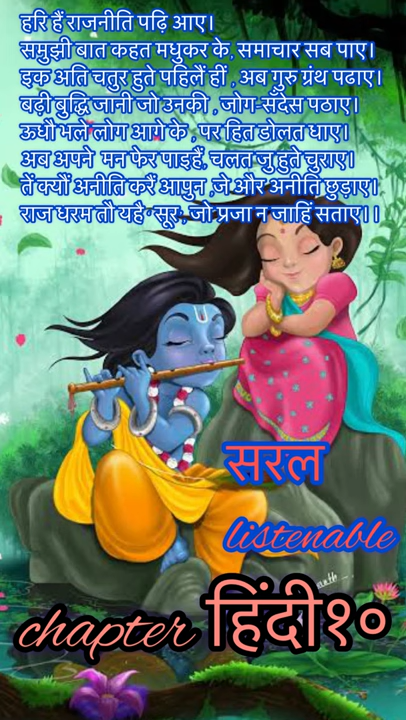 हरि हैं राजनीति पढ़ि आए।
समुझी बात कहत मधुकर के, समाचार सब पाए।
इक अति चतुर हुते पहिलैं हीं , अब गुरु ग्रंथ पढाए।
बढ़ी बुद्धि जानी जो उनकी , जोग-सँदेस पठाए।
ऊधौ भले लोग आगे के , पर हित डोलत धाए।
अब अपने मन फेर पाइहैं, चलत जु हुते चुराए।
तें क्यौं अनीति करैं आपुन ,जे और अनीति छुड़ाए।
राज धरम तौ यहै ' सूर', जो प्रजा न जाहिं सताए।।
सरल
listenable
chapter हिंदी१०